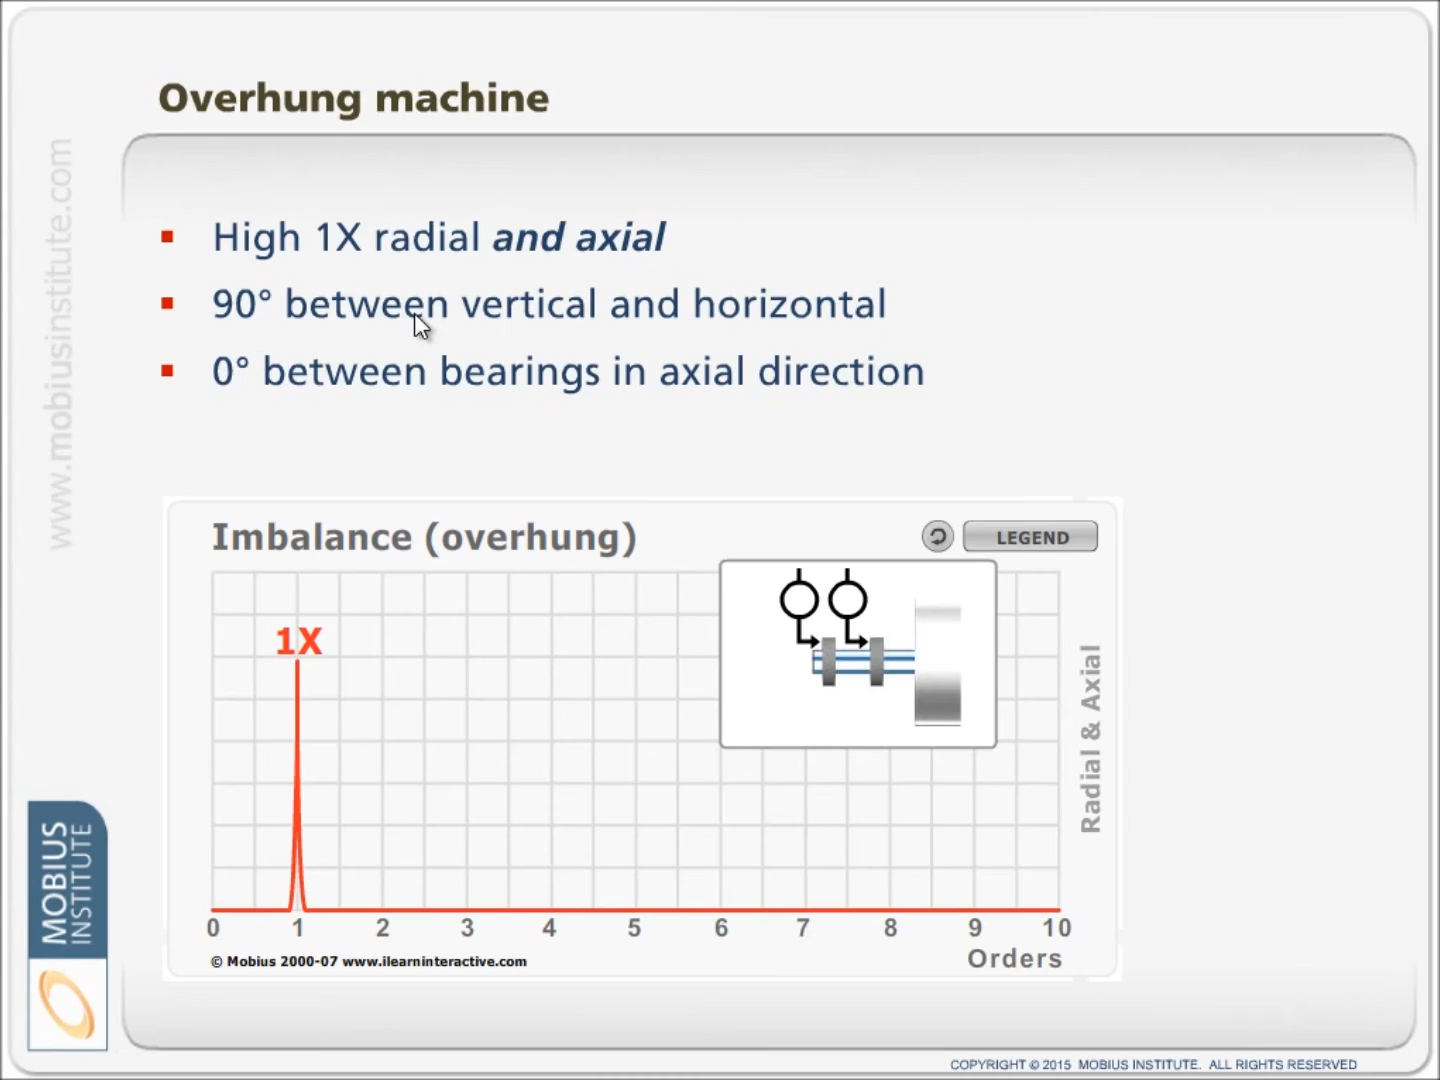 Overhung machine
www.mobiusinstitute.com
High 1X radial and axial
90° between vertical and horizontal
0° between bearings in axial direction
Imbalance (overhung)
LEGEND
1X
Radial & Axial
0 1 2 3 4 5 6 7 8 9 10
Orders
© Mobius 2000-07 www.ilearninteractive.com
MOBIUS
INSTITUTE
COPYRIGHT © 2015 MOBIUS INSTITUTE. ALL RIGHTS RESERVED